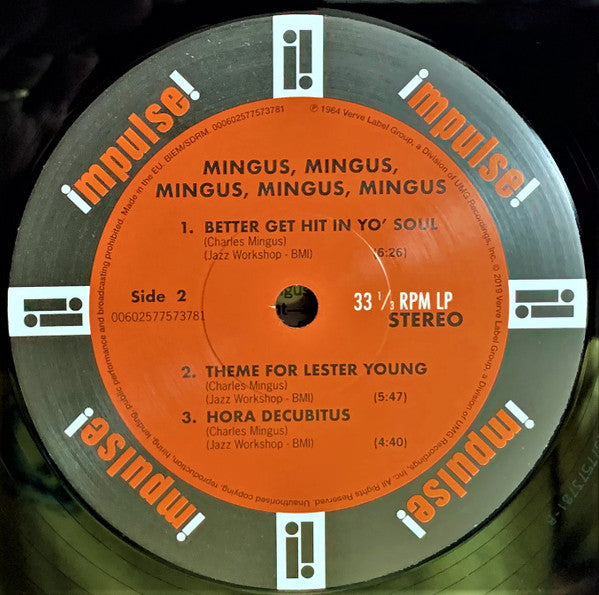 impulse!
impulse!
℗ 1964 Verve Label Group, a Division of UMG Recordings, Inc. © 2019 Verve Label Group, a Division of UMG Recordings, Inc. All Rights Reserved. Unauthorised copying, reproduction, hiring, lending, public performance and broadcasting prohibited. Made in the EU. BIEM/SDRM. 000602577573781
MINGUS, MINGUS,
MINGUS, MINGUS, MINGUS
1. BETTER GET HIT IN YO' SOUL
(Charles Mingus)
(Jazz Workshop - BMI) (6:26)
Side 2
00602577573781
33 1/3 RPM LP
STEREO
2. THEME FOR LESTER YOUNG
(Charles Mingus)
(Jazz Workshop - BMI) (5:47)
3. HORA DECUBITUS
(Charles Mingus)
(Jazz Workshop - BMI) (4:40)
impulse!
impulse!